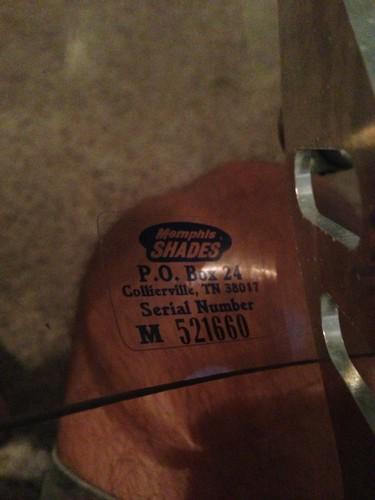 Memphis
SHADES
P.O. Box 24
Collierville, TN 38017
Serial Number
M 521660